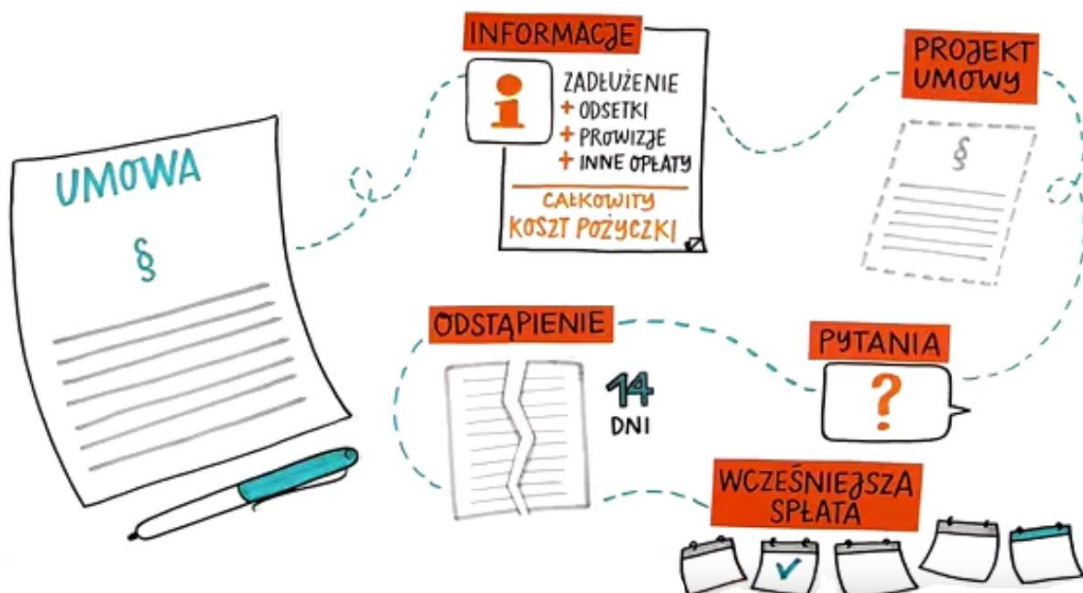 UMOWA
§
INFORMACJE
i
ZADŁUŻENIE
+ ODSETKI
+ PROWIZJE
+ INNE OPŁATY
CAŁKOWITY
KOSZT POŻYCZKI
PROJEKT
UMOWY
§
PYTANIA
?
ODSTĄPIENIE
14
DNI
WCZEŚNIEJSZA
SPŁATA